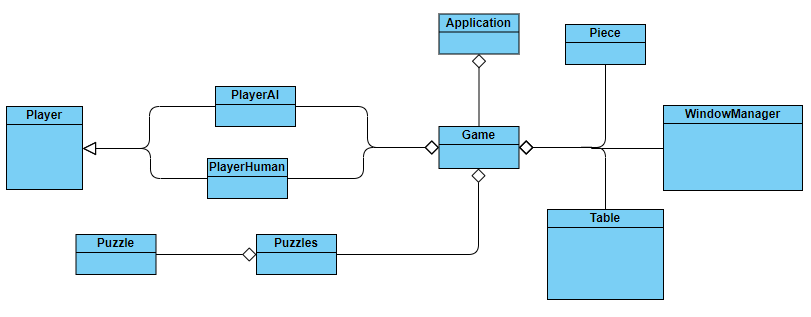 Application
Piece
PlayerAI
Player
WindowManager
Game
PlayerHuman
Table
Puzzle
Puzzles